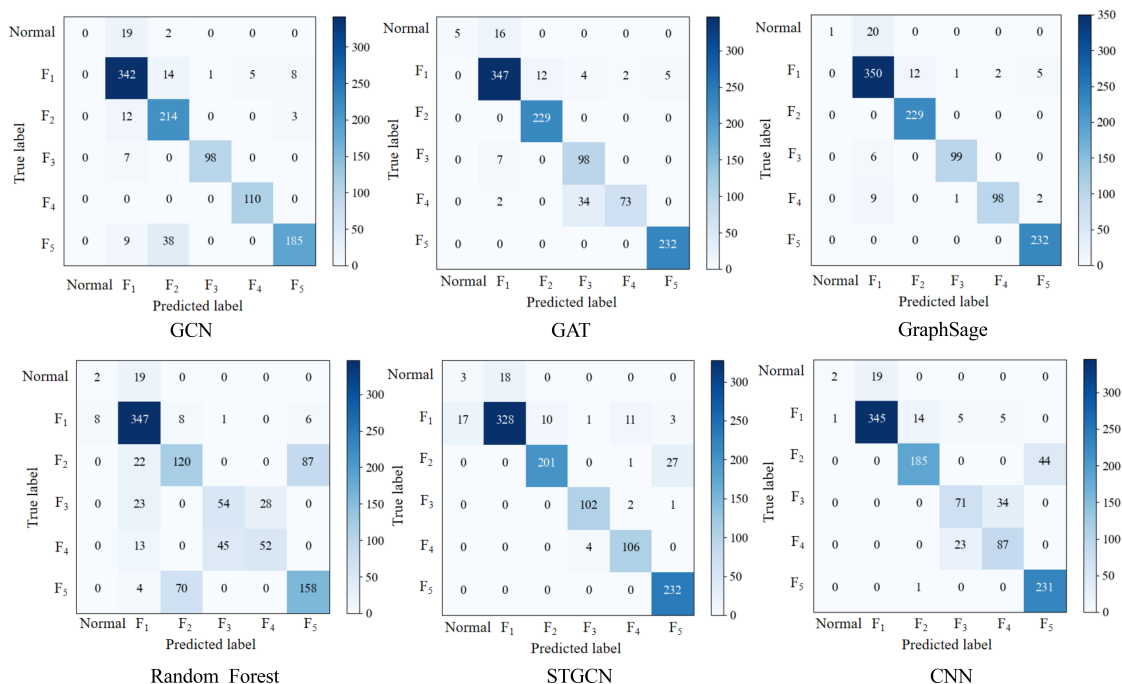 Normal 0 19 2 0 0 0
F₁ 0 342 14 1 5 8
F₂ 0 12 214 0 0 3
F₃ 0 7 0 98 0 0
F₄ 0 0 0 0 110 0
F₅ 0 9 38 0 0 185
Normal F₁ F₂ F₃ F₄ F₅
Predicted label
True label
300
250
200
150
100
50
0
GCN
5 16 0 0 0 0
0 347 12 4 2 5
0 0 229 0 0 0
0 7 0 98 0 0
0 2 0 34 73 0
0 0 0 0 0 232
Normal F₁ F₂ F₃ F₄ F₅
Normal
F₁
F₂
F₃
F₄
F₅
Predicted label
True label
300
250
200
150
100
50
0
GAT
Normal 1 20 0 0 0 0
F₁ 0 350 12 1 2 5
F₂ 0 0 229 0 0 0
F₃ 0 6 0 99 0 0
F₄ 0 9 0 1 98 2
F₅ 0 0 0 0 0 232
Normal F₁ F₂ F₃ F₄ F₅
Predicted label
True label
350
300
250
200
150
100
50
0
GraphSage
Normal 2 19 0 0 0 0
F₁ 8 347 8 1 0 6
F₂ 0 22 120 0 0 87
F₃ 0 23 0 54 28 0
F₄ 0 13 0 45 52 0
F₅ 0 4 70 0 0 158
Normal F₁ F₂ F₃ F₄ F₅
Predicted label
True label
300
250
200
150
100
50
0
Random Forest
Normal 3 18 0 0 0 0
F₁ 17 328 10 1 11 3
F₂ 0 0 201 0 1 27
F₃ 0 0 0 102 2 1
F₄ 0 0 0 4 106 0
F₅ 0 0 0 0 0 232
Normal F₁ F₂ F₃ F₄ F₅
Predicted label
True label
300
250
200
150
100
50
0
STGCN
Normal 2 19 0 0 0 0
F₁ 1 345 14 5 5 0
F₂ 0 0 185 0 0 44
F₃ 0 0 0 71 34 0
F₄ 0 0 0 23 87 0
F₅ 0 0 1 0 0 231
Normal F₁ F₂ F₃ F₄ F₅
Predicted label
True label
300
250
200
150
100
50
0
CNN